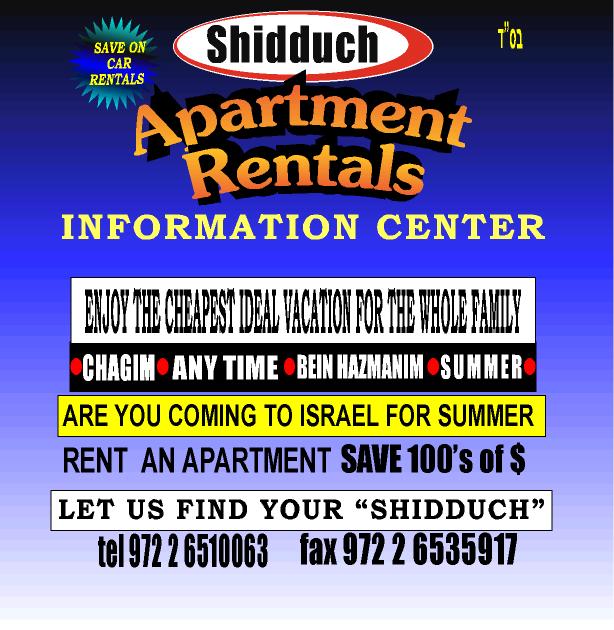 בס"ד
SAVE ON
CAR
RENTALS
Shidduch
Apartment
Rentals
INFORMATION CENTER
ENJOY THE CHEAPEST IDEAL VACATION FOR THE WHOLE FAMILY
•CHAGIM• ANY TIME •BEIN HAZMANIM •SUMMER•
ARE YOU COMING TO ISRAEL FOR SUMMER
RENT AN APARTMENT SAVE 100's of $
LET US FIND YOUR “SHIDDUCH”
tel 972 2 6510063 fax 972 2 6535917